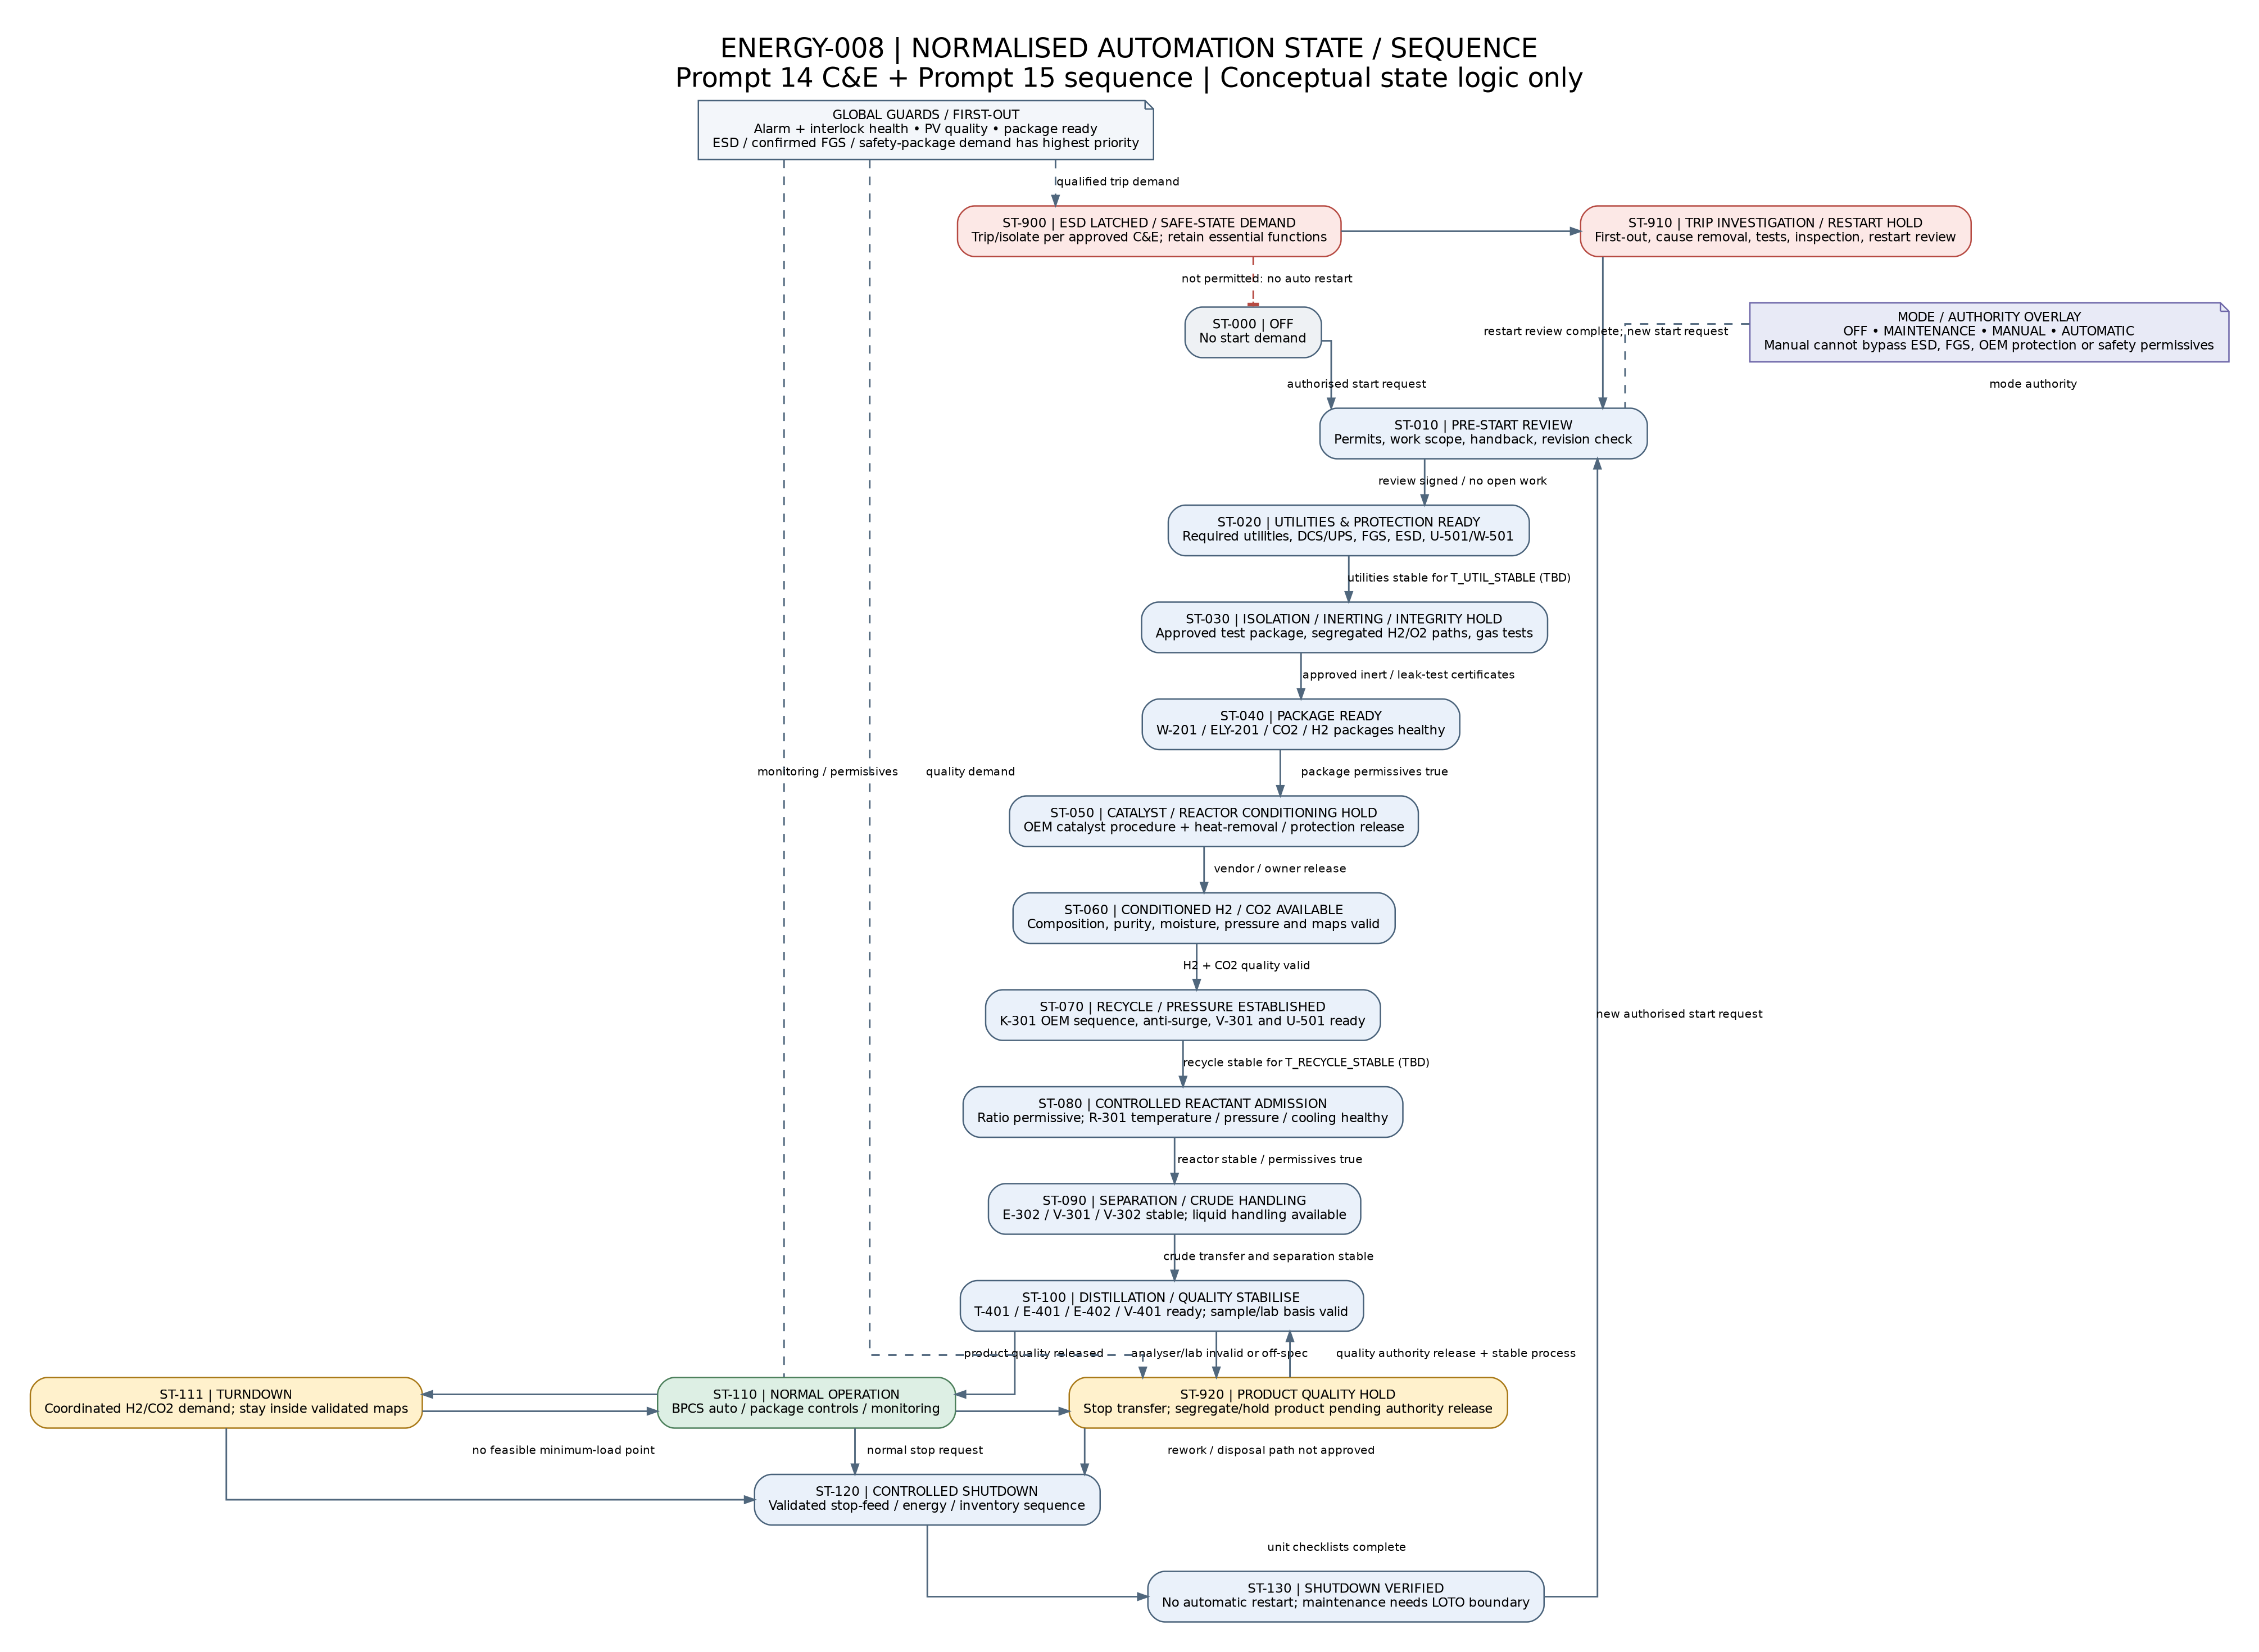 ENERGY-008 | NORMALISED AUTOMATION STATE / SEQUENCE
Prompt 14 C&E + Prompt 15 sequence | Conceptual state logic only
GLOBAL GUARDS / FIRST-OUT
Alarm + interlock health • PV quality • package ready
ESD / confirmed FGS / safety-package demand has highest priority
qualified trip demand
ST-900 | ESD LATCHED / SAFE-STATE DEMAND
Trip/isolate per approved C&E; retain essential functions
ST-910 | TRIP INVESTIGATION / RESTART HOLD
First-out, cause removal, tests, inspection, restart review
not permitted: no auto restart
ST-000 | OFF
No start demand
restart review complete; new start request
MODE / AUTHORITY OVERLAY
OFF • MAINTENANCE • MANUAL • AUTOMATIC
Manual cannot bypass ESD, FGS, OEM protection or safety permissives
authorised start request
mode authority
ST-010 | PRE-START REVIEW
Permits, work scope, handback, revision check
review signed / no open work
ST-020 | UTILITIES & PROTECTION READY
Required utilities, DCS/UPS, FGS, ESD, U-501/W-501
utilities stable for T_UTIL_STABLE (TBD)
ST-030 | ISOLATION / INERTING / INTEGRITY HOLD
Approved test package, segregated H2/O2 paths, gas tests
approved inert / leak-test certificates
ST-040 | PACKAGE READY
W-201 / ELY-201 / CO2 / H2 packages healthy
monitoring / permissives
quality demand
package permissives true
ST-050 | CATALYST / REACTOR CONDITIONING HOLD
OEM catalyst procedure + heat-removal / protection release
vendor / owner release
ST-060 | CONDITIONED H2 / CO2 AVAILABLE
Composition, purity, moisture, pressure and maps valid
H2 + CO2 quality valid
ST-070 | RECYCLE / PRESSURE ESTABLISHED
K-301 OEM sequence, anti-surge, V-301 and U-501 ready
new authorised start request
recycle stable for T_RECYCLE_STABLE (TBD)
ST-080 | CONTROLLED REACTANT ADMISSION
Ratio permissive; R-301 temperature / pressure / cooling healthy
reactor stable / permissives true
ST-090 | SEPARATION / CRUDE HANDLING
E-302 / V-301 / V-302 stable; liquid handling available
crude transfer and separation stable
ST-100 | DISTILLATION / QUALITY STABILISE
T-401 / E-401 / E-402 / V-401 ready; sample/lab basis valid
product quality released
analyser/lab invalid or off-spec
quality authority release + stable process
ST-111 | TURNDOWN
Coordinated H2/CO2 demand; stay inside validated maps
ST-110 | NORMAL OPERATION
BPCS auto / package controls / monitoring
ST-920 | PRODUCT QUALITY HOLD
Stop transfer; segregate/hold product pending authority release
no feasible minimum-load point
normal stop request
rework / disposal path not approved
ST-120 | CONTROLLED SHUTDOWN
Validated stop-feed / energy / inventory sequence
unit checklists complete
ST-130 | SHUTDOWN VERIFIED
No automatic restart; maintenance needs LOTO boundary